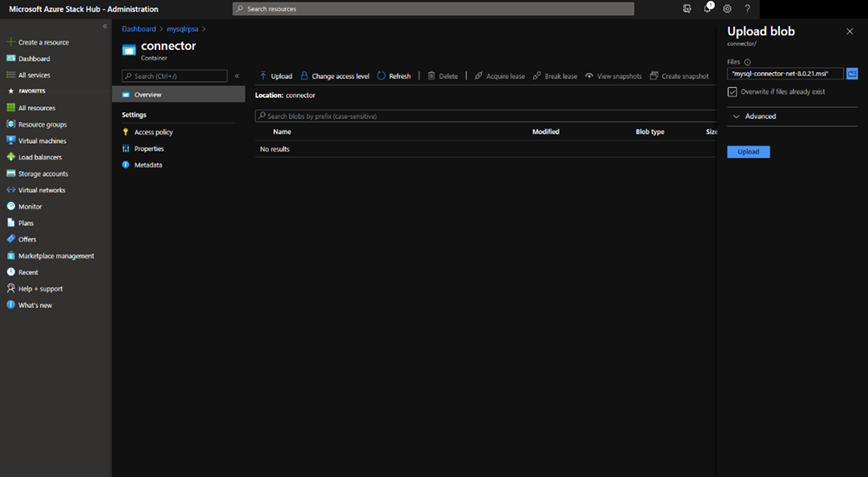 Microsoft Azure Stack Hub - Administration
Search resources
1
?
«
Create a resource
Dashboard
All services
FAVORITES
All resources
Resource groups
Virtual machines
Load balancers
Storage accounts
Virtual networks
Monitor
Plans
Offers
Marketplace management
Recent
Help + support
What's new
Dashboard > mysqlrpsa >
connector
Container
Search (Ctrl+/)
«
Overview
Settings
Access policy
Properties
Metadata
Upload Change access level Refresh Delete Acquire lease Break lease View snapshots Create snapshot
Location: connector
Search blobs by prefix (case-sensitive)
Name Modified Blob type Size
No results
Upload blob
connector/
Files
"mysql-connector-net-8.0.21.msi"
Overwrite if files already exist
Advanced
Upload